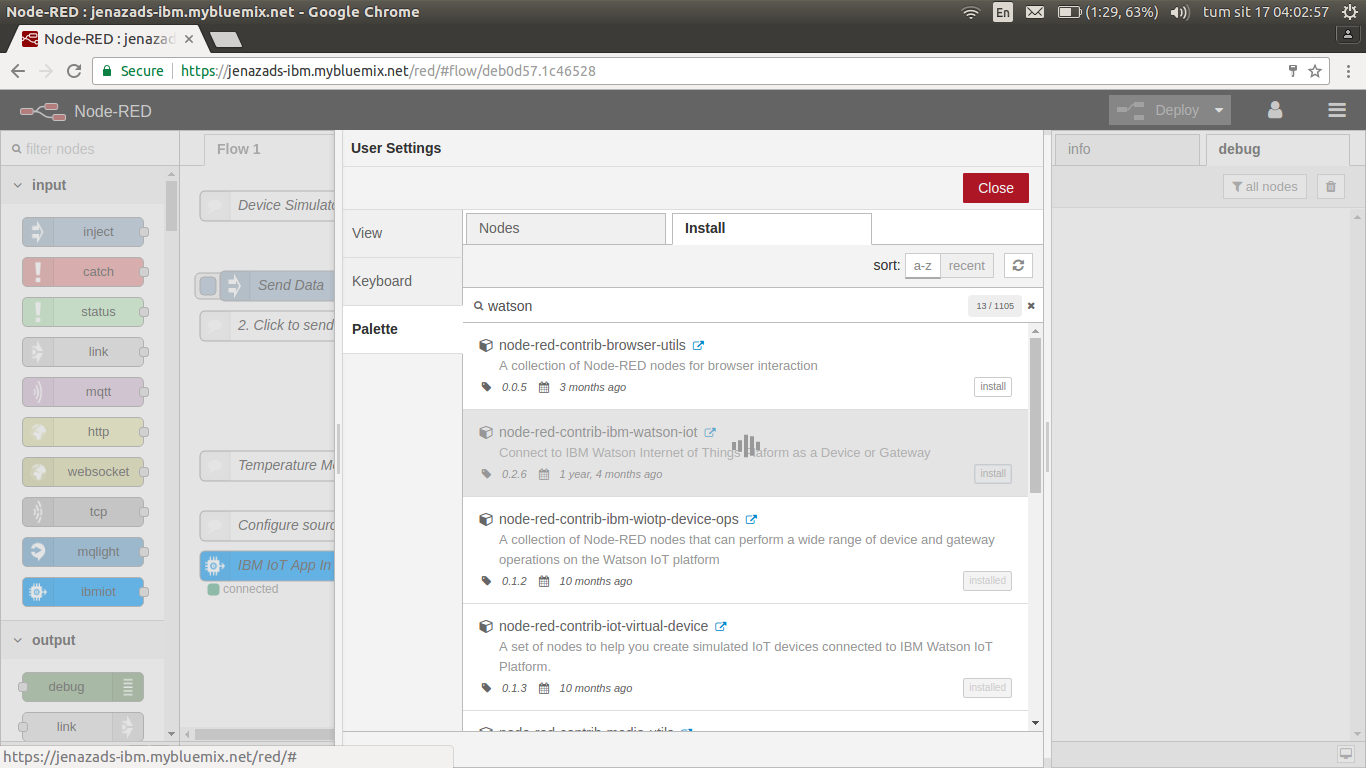 Node-RED : jenazads-ibm.mybluemix.net - Google Chrome
En
(1:29, 63%)
tum sit 17 04:02:57
Node-RED : jenazad
Secure
https://jenazads-ibm.mybluemix.net/red/#flow/deb0d57.1c46528
Node-RED
Deploy
filter nodes
Flow 1
User Settings
info
debug
Close
all nodes
input
View
Keyboard
Palette
Nodes
Install
sort:
a-z
recent
watson
13 / 1105
inject
catch
status
link
mqtt
http
websocket
tcp
mqlight
ibmiot
output
debug
link
Device Simulato
Send Data
2. Click to send
Temperature Mo
Configure sourc
IBM IoT App In
connected
node-red-contrib-browser-utils
A collection of Node-RED nodes for browser interaction
0.0.5
3 months ago
install
node-red-contrib-ibm-watson-iot
Connect to IBM Watson Internet of Things as a Device or Gateway
0.2.6
1 year, 4 months ago
install
node-red-contrib-ibm-wiotp-device-ops
A collection of Node-RED nodes that can perform a wide range of device and gateway
operations on the Watson IoT platform
0.1.2
10 months ago
installed
node-red-contrib-iot-virtual-device
A set of nodes to help you create simulated IoT devices connected to IBM Watson IoT
Platform.
0.1.3
10 months ago
installed
node-red-contrib-media-utils
https://jenazads-ibm.mybluemix.net/red/#